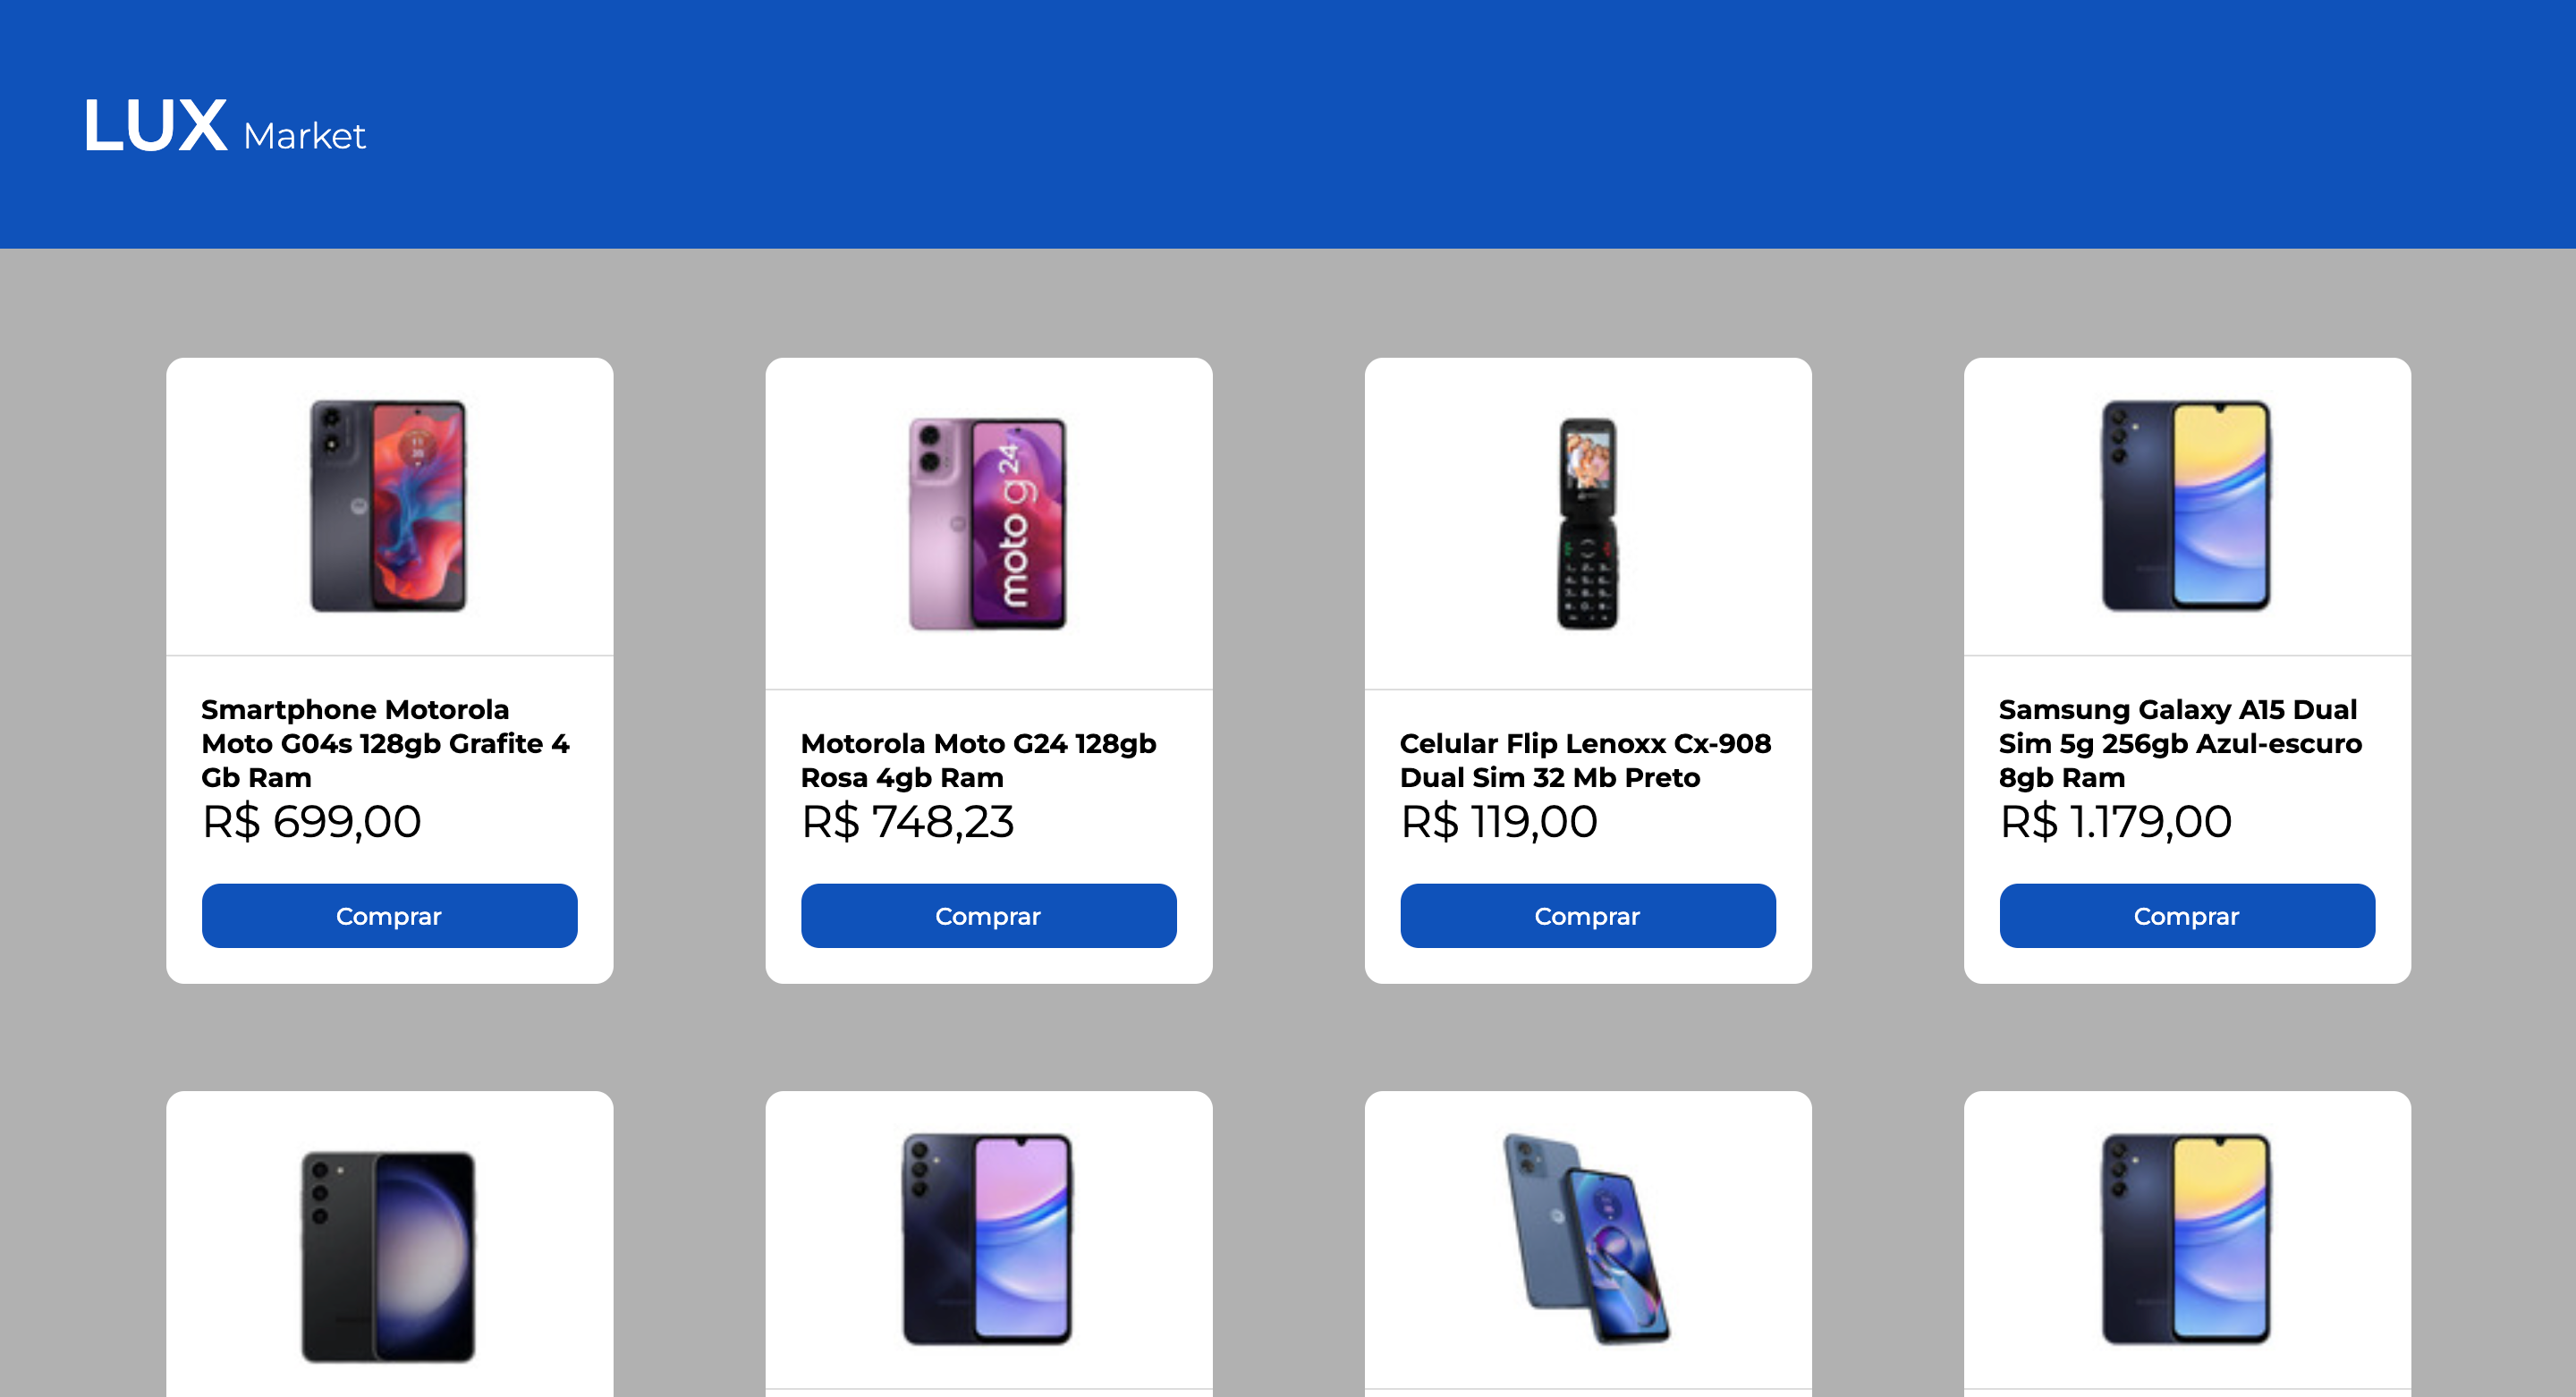 LUX Market
moto g24
Smartphone Motorola
Moto G04s 128gb Grafite 4
Gb Ram
R$ 699,00
Comprar
Motorola Moto G24 128gb
Rosa 4gb Ram
R$ 748,23
Comprar
Celular Flip Lenoxx Cx-908
Dual Sim 32 Mb Preto
R$ 119,00
Comprar
Samsung Galaxy A15 Dual
Sim 5g 256gb Azul-escuro
8gb Ram
R$ 1.179,00
Comprar